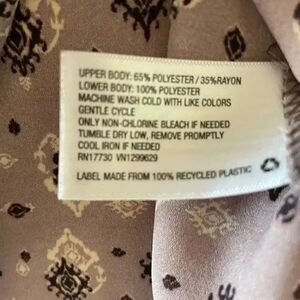 UPPER BODY: 65% POLYESTER / 35%RAYON
LOWER BODY: 100% POLYESTER
MACHINE WASH COLD WITH LIKE COLORS
GENTLE CYCLE
ONLY NON-CHLORINE BLEACH IF NEEDED
TUMBLE DRY LOW, REMOVE PROMPTLY
COOL IRON IF NEEDED
RN17730 VN1299629
LABEL MADE FROM 100% RECYCLED PLASTIC